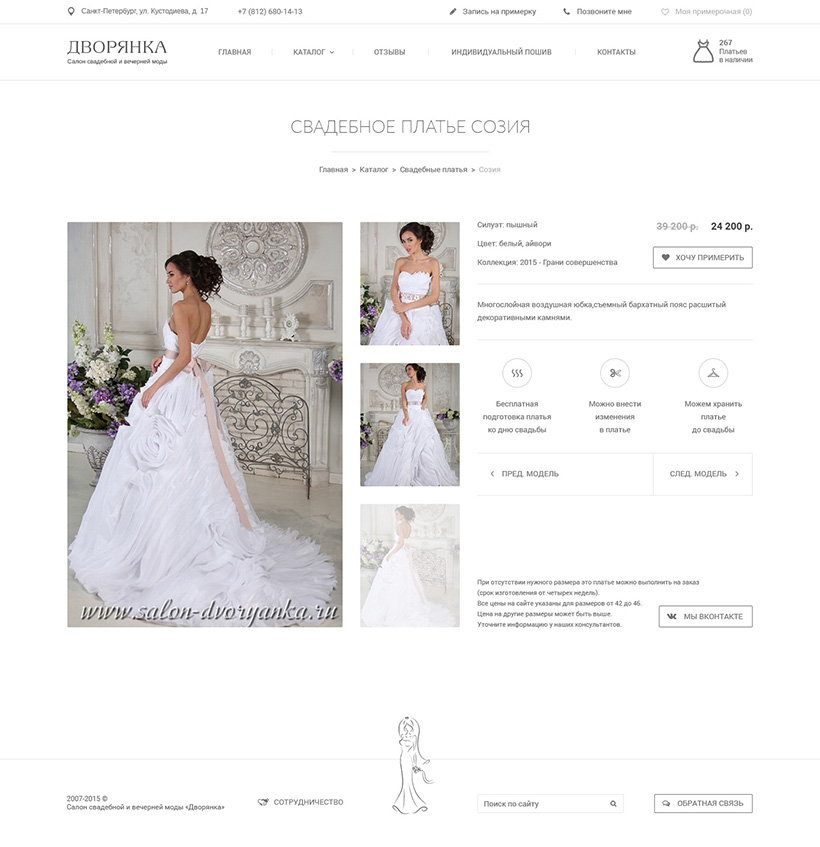 Санкт-Петербург, ул. Кустодиева, д. 17
+7 (812) 680-14-13
Запись на примерку
Позвоните мне
Моя примерочная (0)
ДВОРЯНКА
Салон свадебной и вечерней моды
ГЛАВНАЯ
КАТАЛОГ
ОТЗЫВЫ
ИНДИВИДУАЛЬНЫЙ ПОШИВ
КОНТАКТЫ
267
Платьев
в наличии
СВАДЕБНОЕ ПЛАТЬЕ СОЗИЯ
Главная > Каталог > Свадебные платья > Созия
www.salon-dvoryanka.ru
Силуэт: пышный
Цвет: белый, айвори
Коллекция: 2015 - Грани совершенства
39 200 р. 24 200 р.
ХОЧУ ПРИМЕРИТЬ
Многослойная воздушная юбка,съемный бархатный пояс расшитый
декоративными камнями.
Бесплатная
подготовка платья
ко дню свадьбы
Можно внести
изменения
в платье
Можем хранить
платье
до свадьбы
ПРЕД. МОДЕЛЬ
СЛЕД. МОДЕЛЬ
При отсутствии нужного размера это платье можно выполнить на заказ
(срок изготовления от четырех недель).
Все цены на сайте указаны для размеров от 42 до 46.
Цена на другие размеры может быть выше.
Уточните информацию у наших консультантов.
МЫ ВКОНТАКТЕ
2007-2015 ©
Салон свадебной и вечерней моды «Дворянка»
СОТРУДНИЧЕСТВО
Поиск по сайту
ОБРАТНАЯ СВЯЗЬ